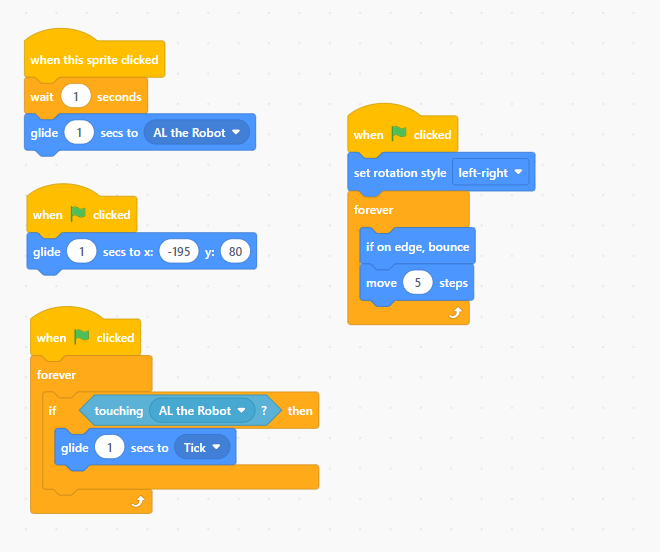 when this sprite clicked
wait 1 seconds
glide 1 secs to AL the Robot
when clicked
glide 1 secs to x: -195 y: 80
when clicked
forever
if touching AL the Robot ? then
glide 1 secs to Tick
when clicked
set rotation style left-right
forever
if on edge, bounce
move 5 steps